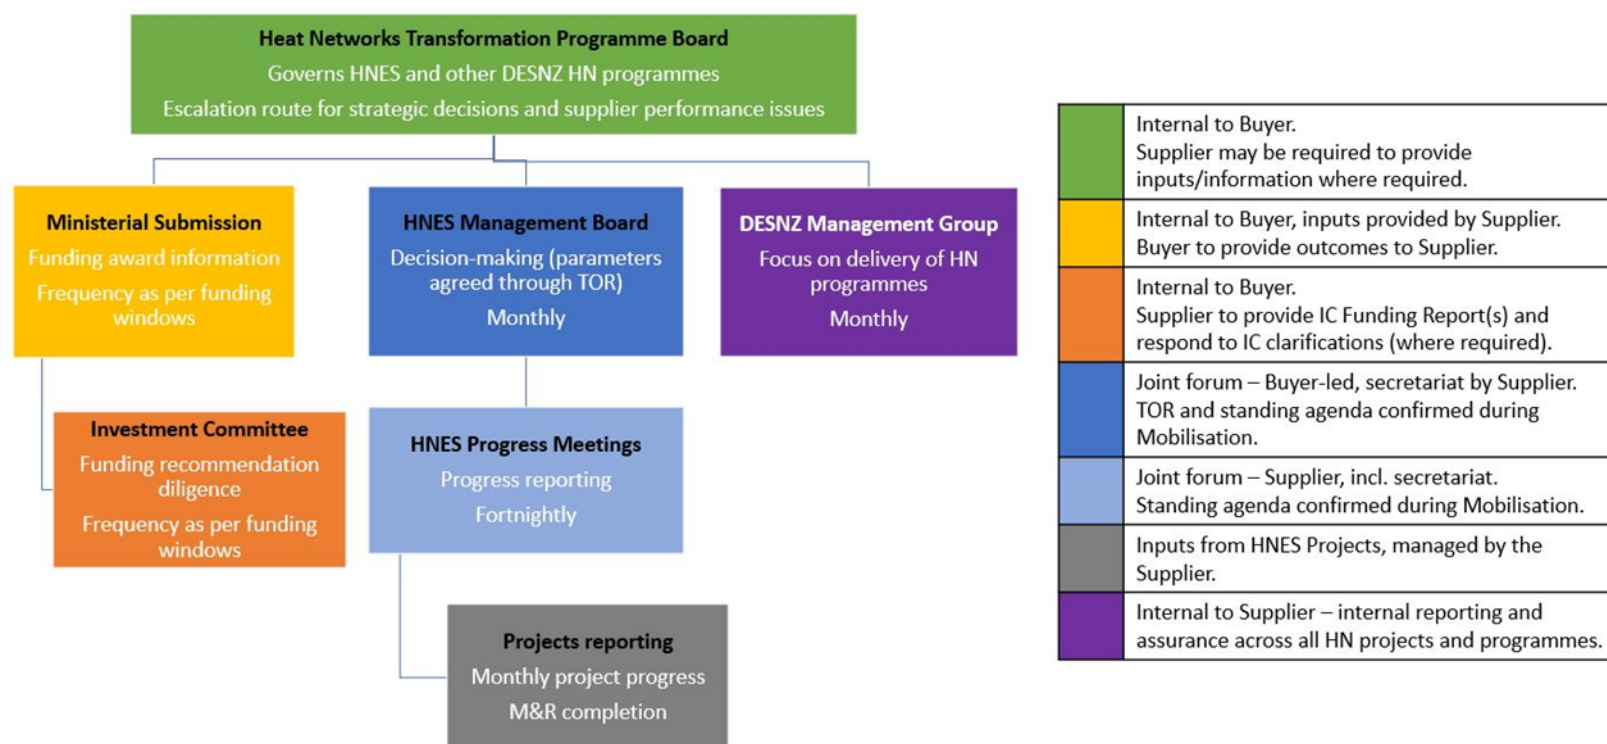 Heat Networks Transformation Programme Board
Governs HNES and other DESNZ HN programmes
Escalation route for strategic decisions and supplier performance issues
Ministerial Submission
Funding award information
Frequency as per funding
windows
HNES Management Board
Decision-making (parameters
agreed through TOR)
Monthly
DESNZ Management Group
Focus on delivery of HN
programmes
Monthly
Investment Committee
Funding recommendation
diligence
Frequency as per funding
windows
HNES Progress Meetings
Progress reporting
Fortnightly
Projects reporting
Monthly project progress
M&R completion
Internal to Buyer.
Supplier may be required to provide
inputs/information where required.
Internal to Buyer, inputs provided by Supplier.
Buyer to provide outcomes to Supplier.
Internal to Buyer.
Supplier to provide IC Funding Report(s) and
respond to IC clarifications (where required).
Joint forum – Buyer-led, secretariat by Supplier.
TOR and standing agenda confirmed during
Mobilisation.
Joint forum – Supplier, incl. secretariat.
Standing agenda confirmed during Mobilisation.
Inputs from HNES Projects, managed by the
Supplier.
Internal to Supplier – internal reporting and
assurance across all HN projects and programmes.